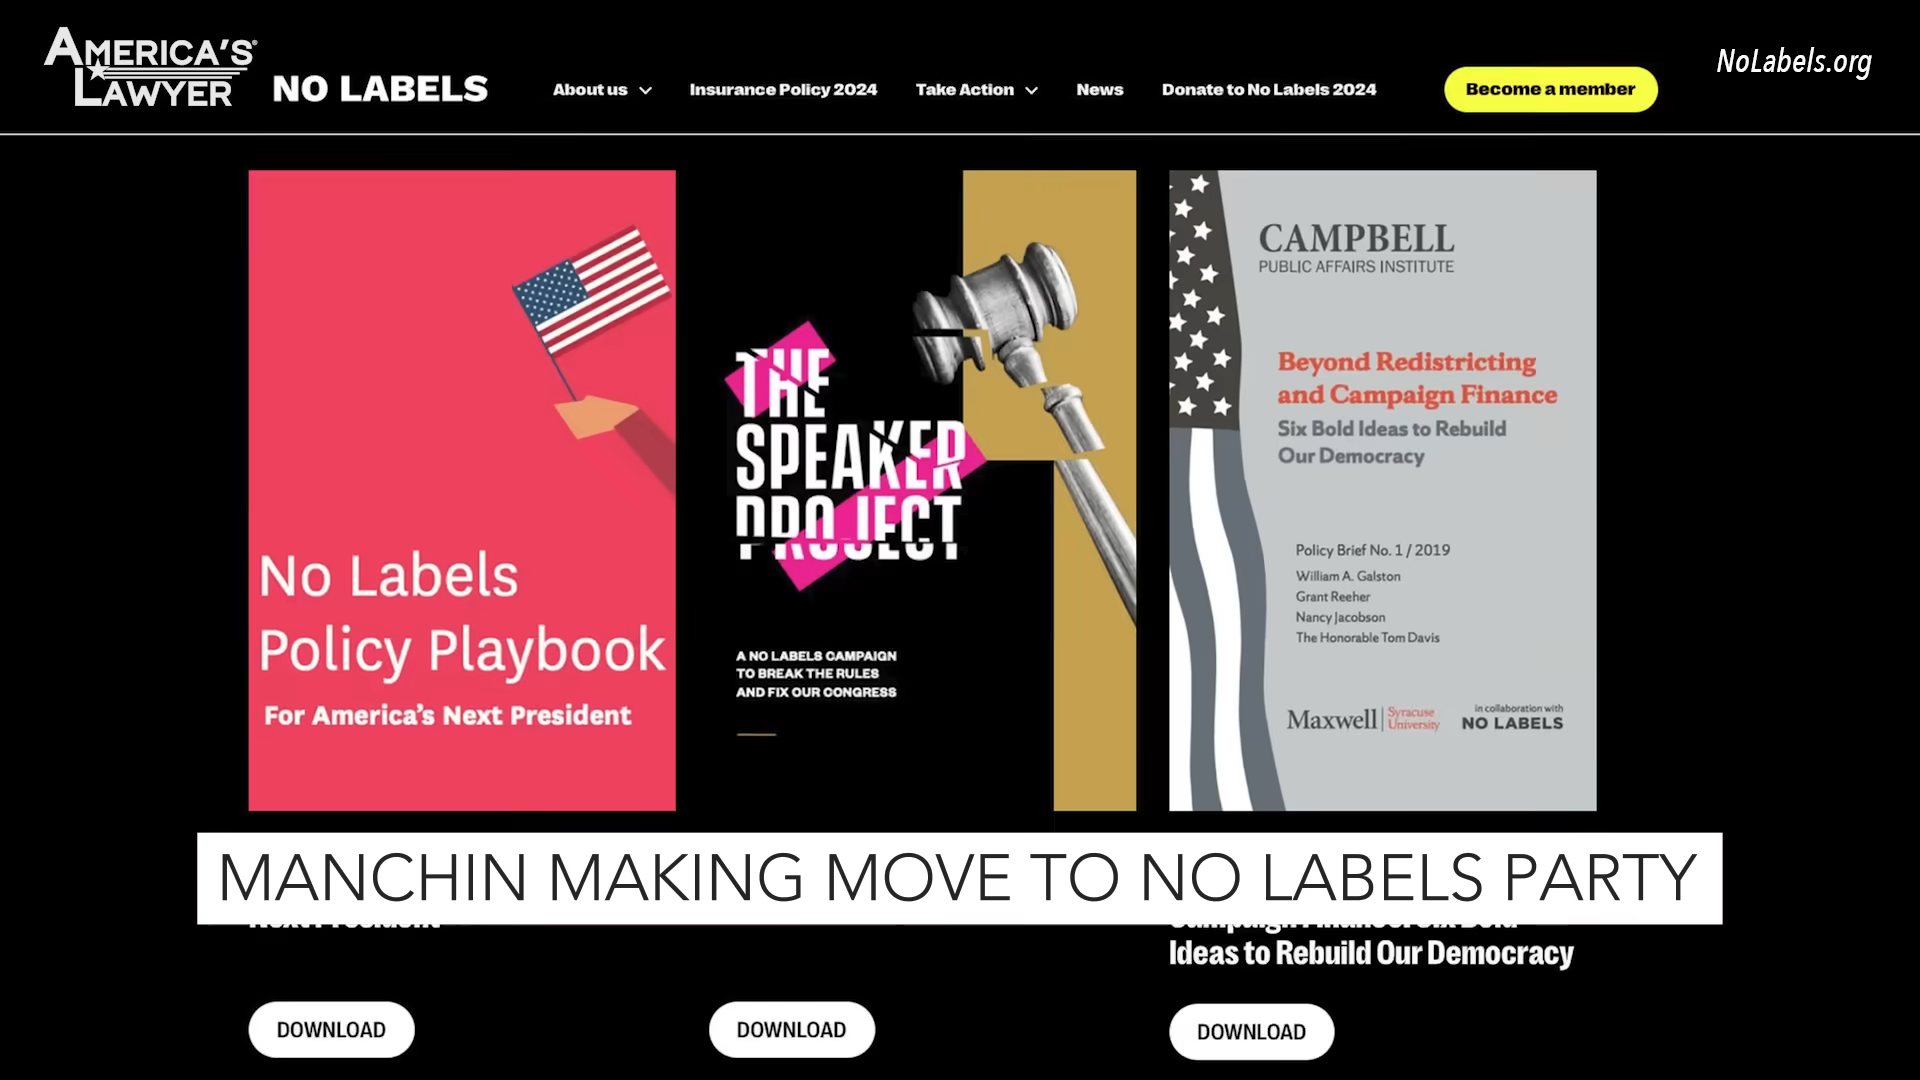 AMERICA'S
LAWYER
NO LABELS
About us
Insurance Policy 2024
Take Action
News
Donate to No Labels 2024
Become a member
NoLabels.org
No Labels
Policy Playbook
For America's Next President
THE
SPEAKER
PROJECT
A NO LABELS CAMPAIGN
TO BREAK THE RULES
AND FIX OUR CONGRESS
CAMPBELL
PUBLIC AFFAIRS INSTITUTE
Beyond Redistricting
and Campaign Finance
Six Bold Ideas to Rebuild
Our Democracy
Policy Brief No. 1 / 2019
William A. Galston
Grant Reeher
Nancy Jacobson
The Honorable Tom Davis
Maxwell
Syracuse
University
in collaboration with
NO LABELS
MANCHIN MAKING MOVE TO NO LABELS PARTY
Ideas to Rebuild Our Democracy
DOWNLOAD
DOWNLOAD
DOWNLOAD